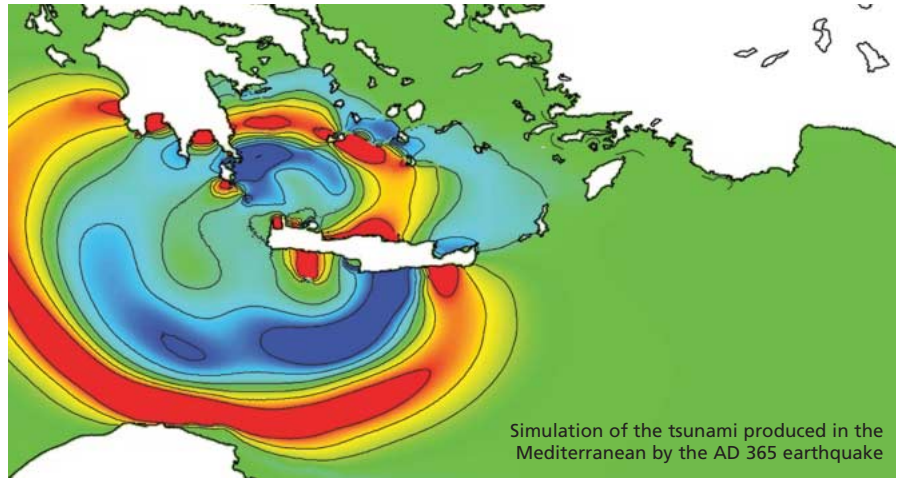 Simulation of the tsunami produced in the
Mediterranean by the AD 365 earthquake